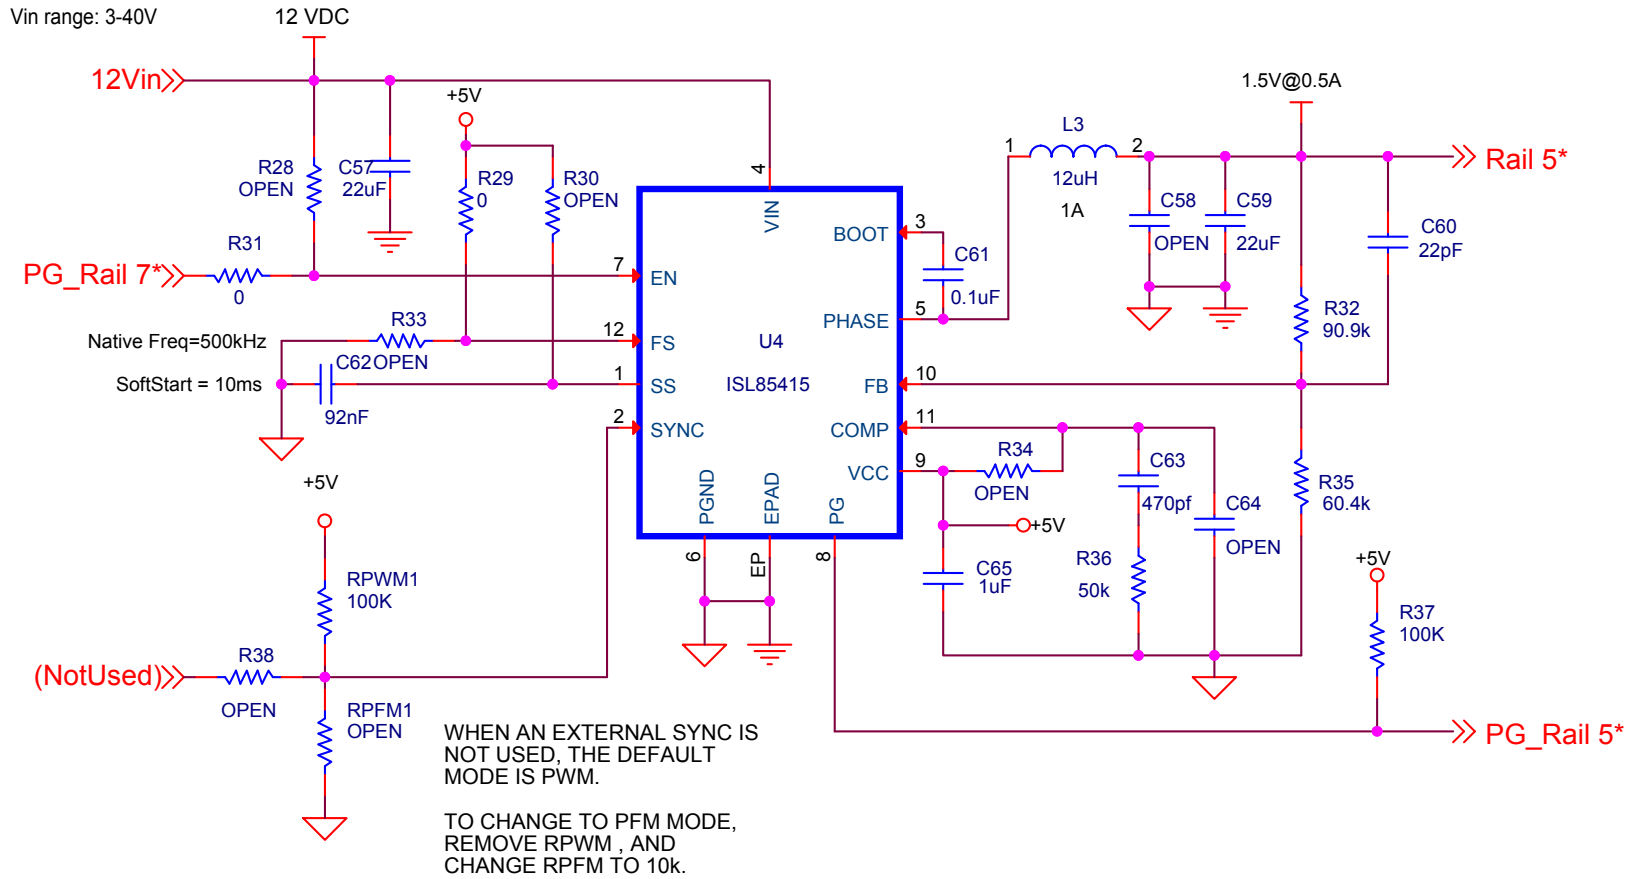 Vin range: 3-40V
12 VDC
12Vin
+5V
1.5V@0.5A
R28
OPEN
C57
22uF
R29
0
R30
OPEN
4
VIN
1
L3
2
12uH
1A
Rail 5*
C58
OPEN
C59
22uF
C60
22pF
R31
0
PG_Rail 7*
7
EN
BOOT
3
C61
0.1uF
PHASE
5
R32
90.9k
Native Freq=500kHz
R33
OPEN
12
FS
U4
ISL85415
SoftStart = 10ms
C62
92nF
1
SS
FB
10
2
SYNC
COMP
11
VCC
9
R34
OPEN
C63
470pf
C64
OPEN
R35
60.4k
PGND
EPAD
PG
6
EP
8
+5V
C65
1uF
R36
50k
+5V
RPWM1
100K
+5V
R37
100K
(NotUsed)
R38
OPEN
RPFM1
OPEN
PG_Rail 5*
WHEN AN EXTERNAL SYNC IS
NOT USED, THE DEFAULT
MODE IS PWM.
TO CHANGE TO PFM MODE,
REMOVE RPWM , AND
CHANGE RPFM TO 10k.